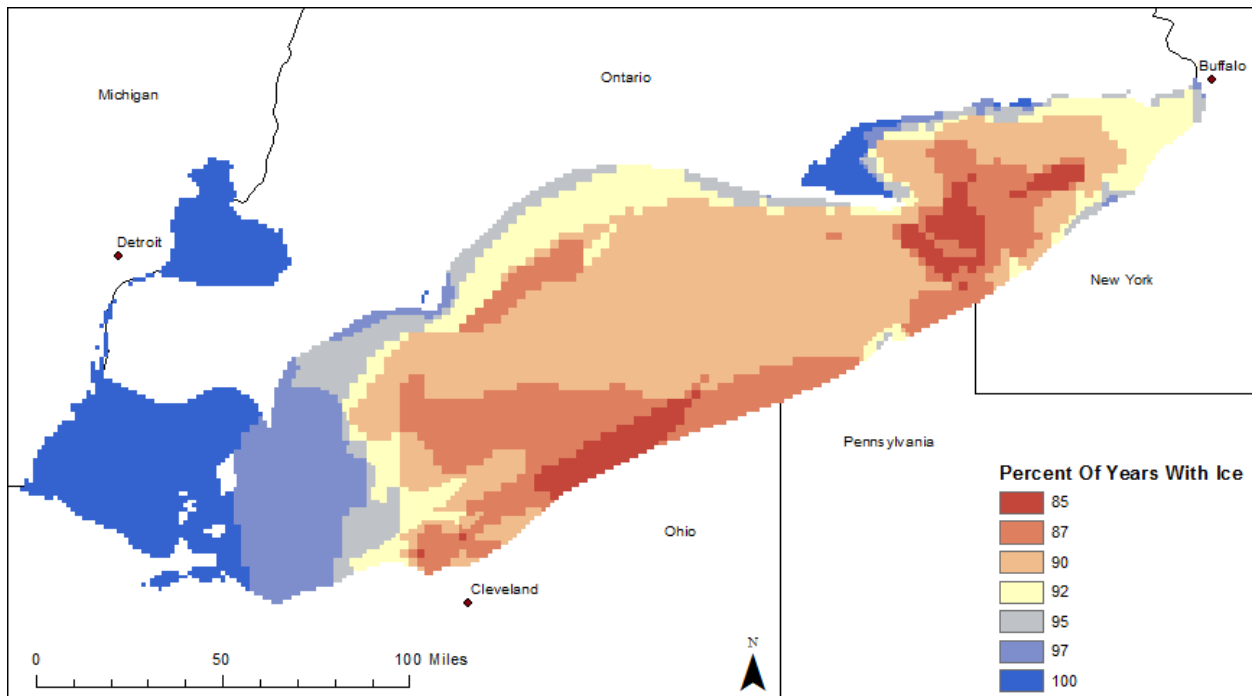 Buffalo
Ontario
Michigan
Detroit
New York
Pennsylvania
Percent Of Years With Ice
85
87
90
92
95
97
100
Ohio
Cleveland
N
0 50 100 Miles